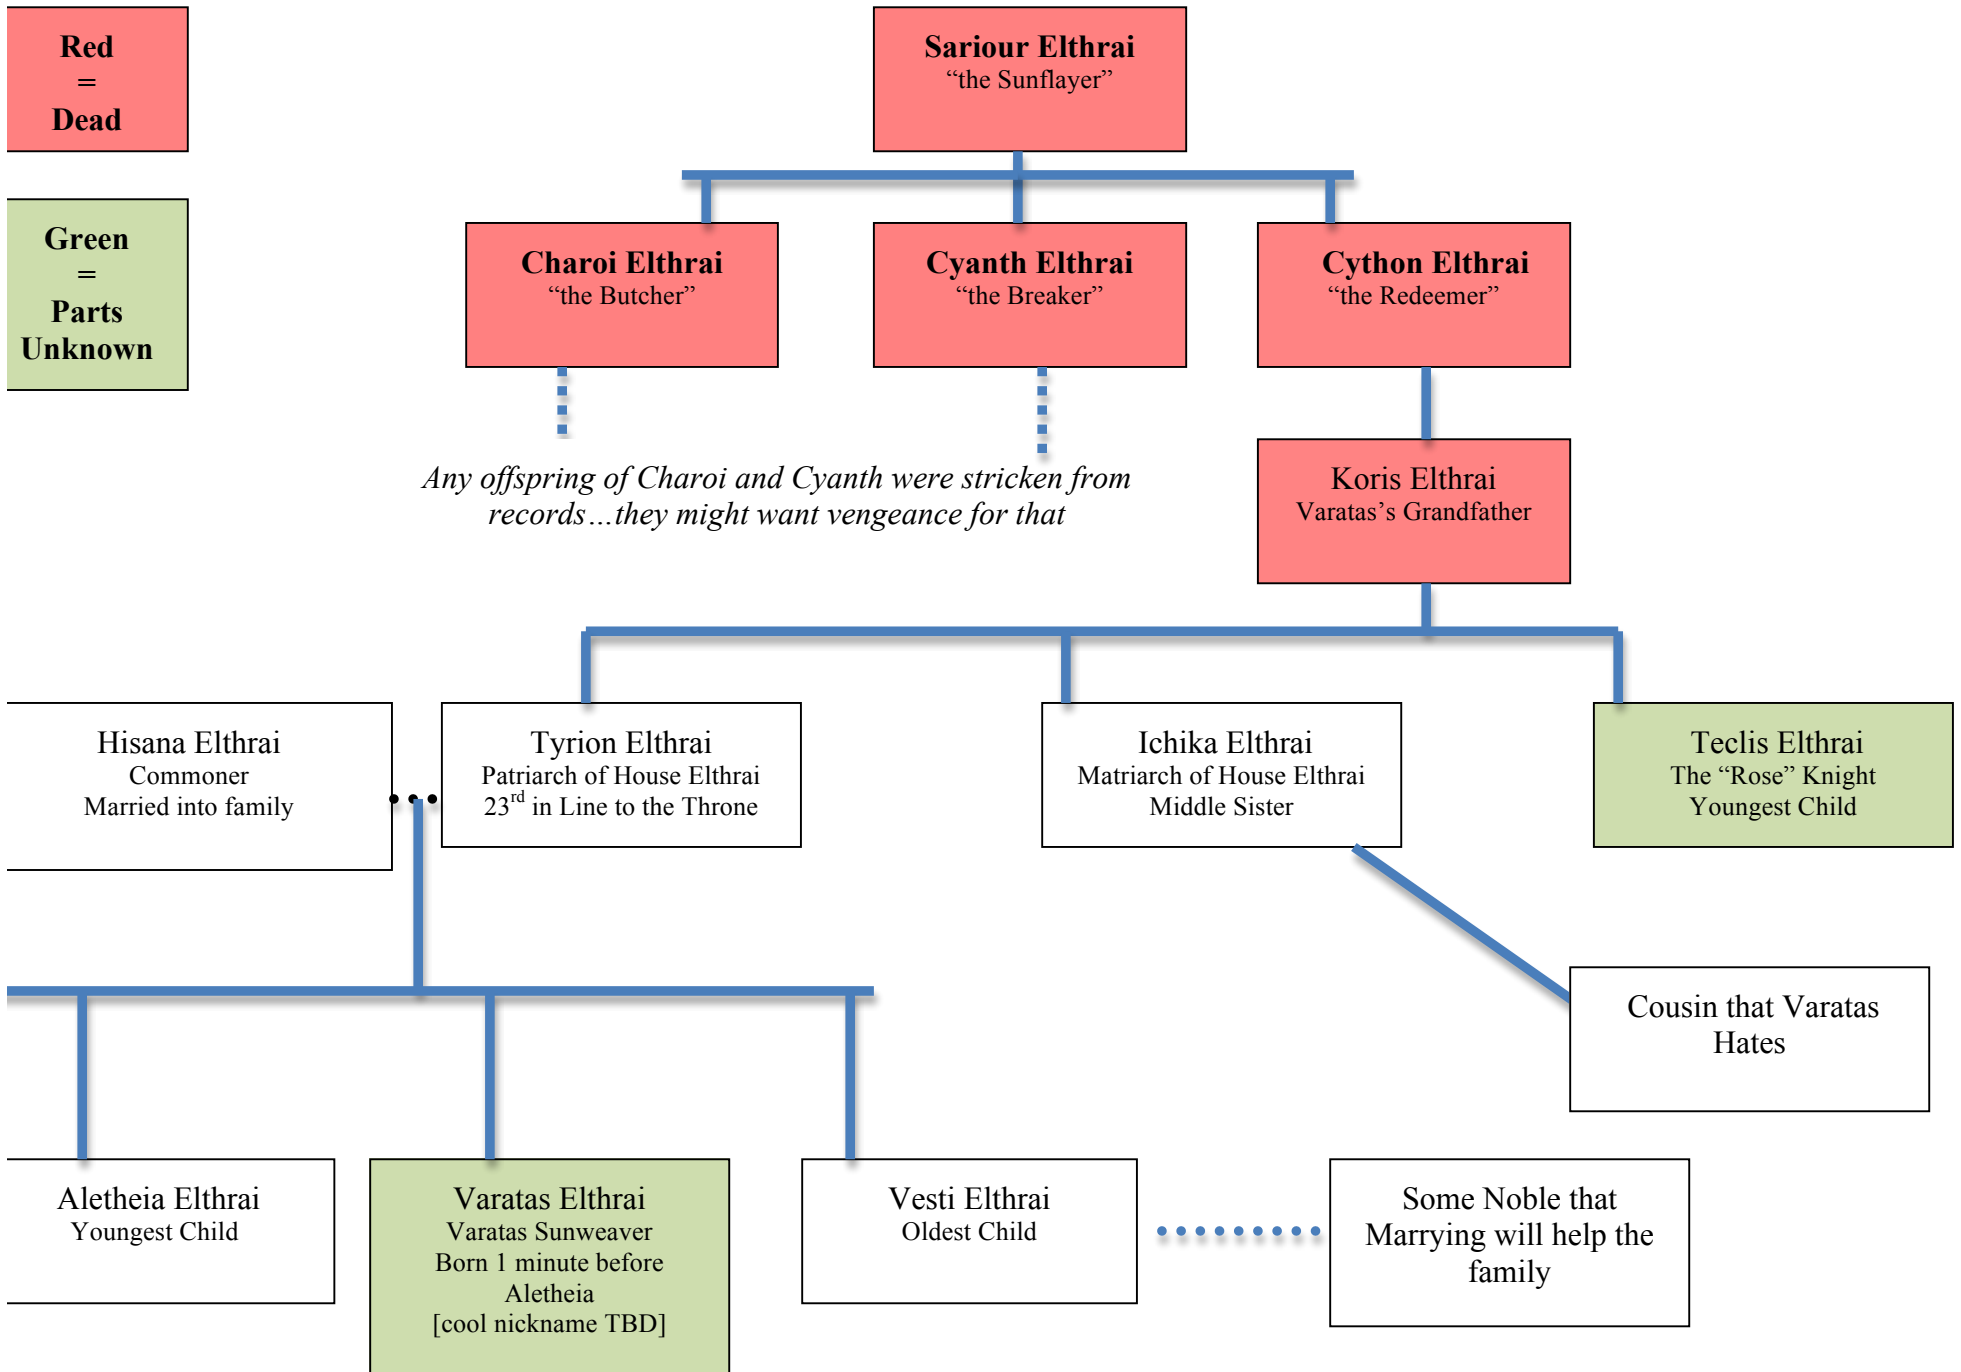 Red
=
Dead
Green
=
Parts
Unknown
Sariour Elthrai
“the Sunflayer”
Charoi Elthrai
“the Butcher”
Cyanth Elthrai
“the Breaker”
Cython Elthrai
“the Redeemer”
Any offspring of Charoi and Cyanth were stricken from
records…they might want vengeance for that
Koris Elthrai
Varatas’s Grandfather
Hisana Elthrai
Commoner
Married into family
Tyrion Elthrai
Patriarch of House Elthrai
23rd in Line to the Throne
Ichika Elthrai
Matriarch of House Elthrai
Middle Sister
Teclis Elthrai
The “Rose” Knight
Youngest Child
Cousin that Varatas
Hates
Aletheia Elthrai
Youngest Child
Varatas Elthrai
Varatas Sunweaver
Born 1 minute before
Aletheia
[cool nickname TBD]
Vesti Elthrai
Oldest Child
Some Noble that
Marrying will help the
family